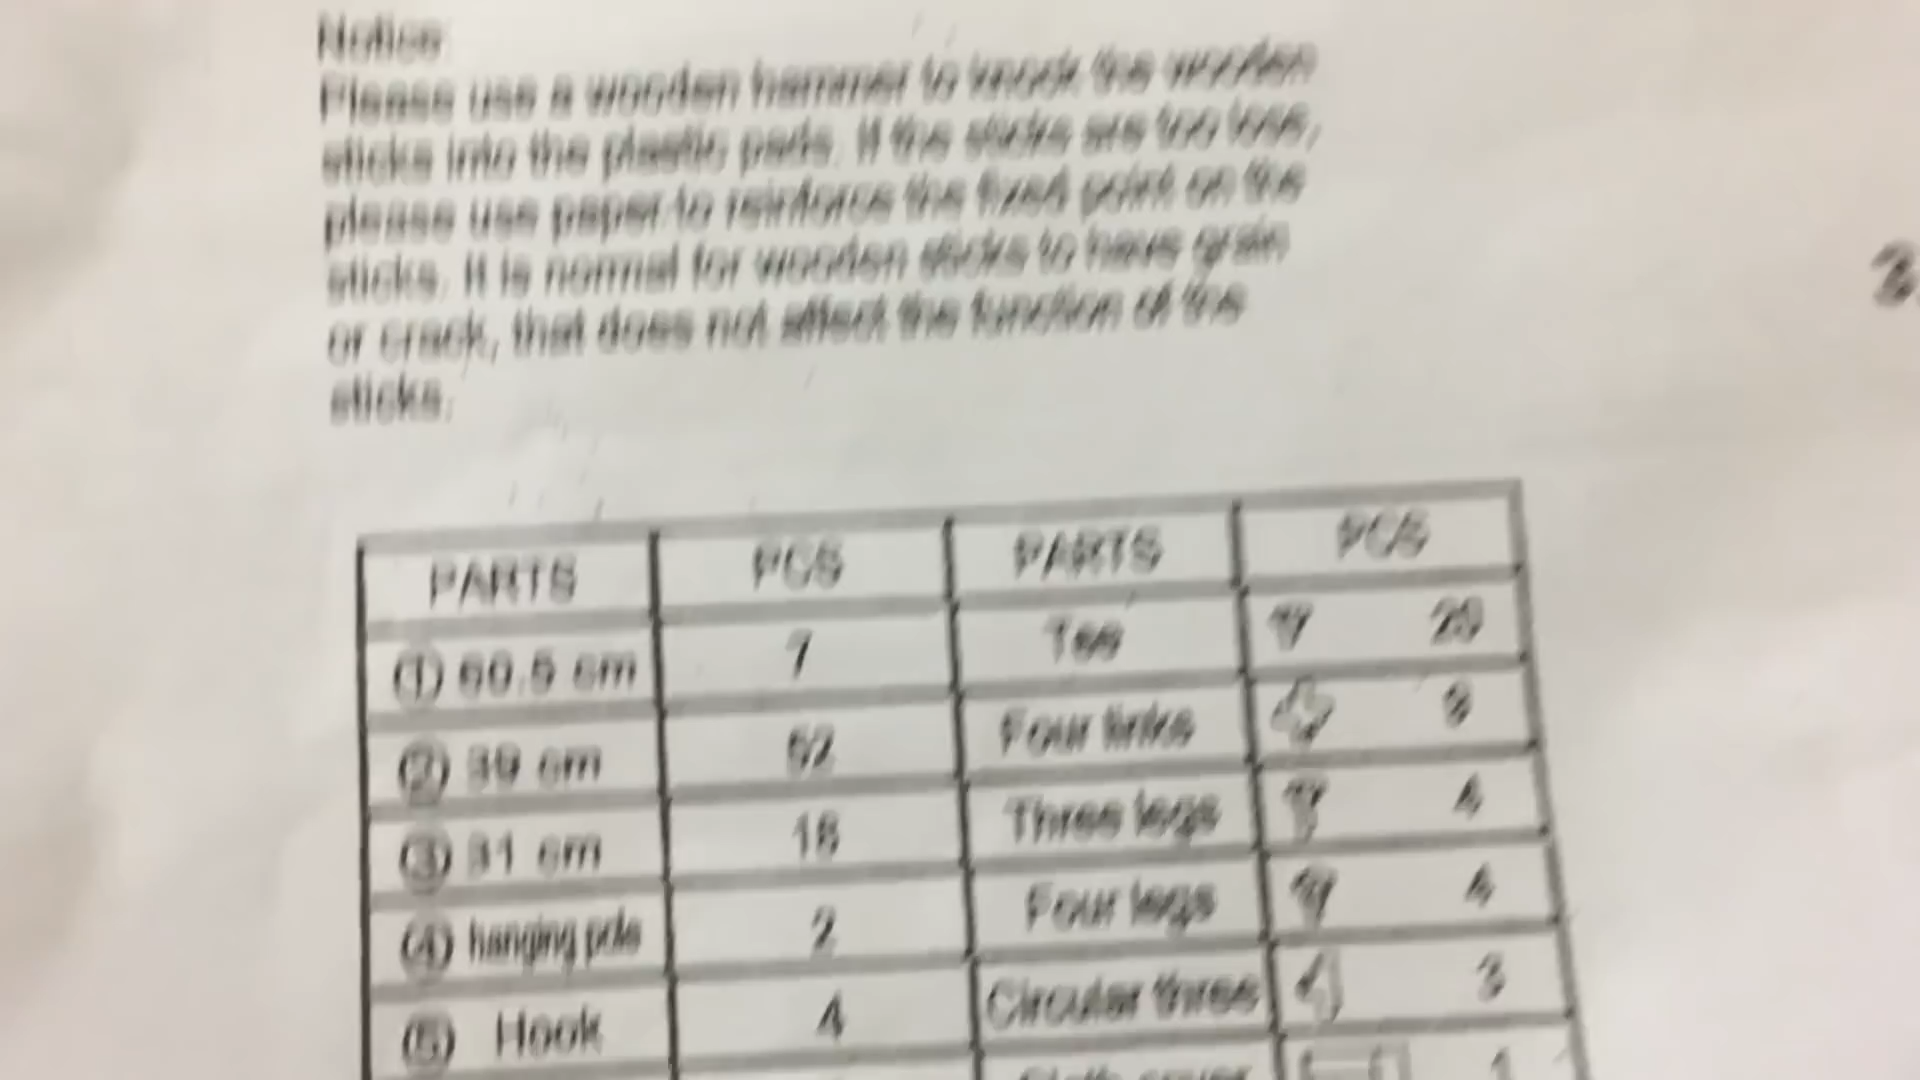 Notice:
Please use a wooden hammer to knock the wooden
sticks into the plastic parts. If the sticks are too lose,
please use paper to reinforce the fixed point on the
sticks. It is normal for wooden sticks to have grain
or crack, that does not affect the function of the
sticks.
PARTS PCS PARTS PCS
① 60.5 cm 7 Tee
② 39 cm 52 Four links
③ 31 cm Three legs 4
④ hanging pole 2 Four legs 4
⑤ Hook 4 Circular three 3
1